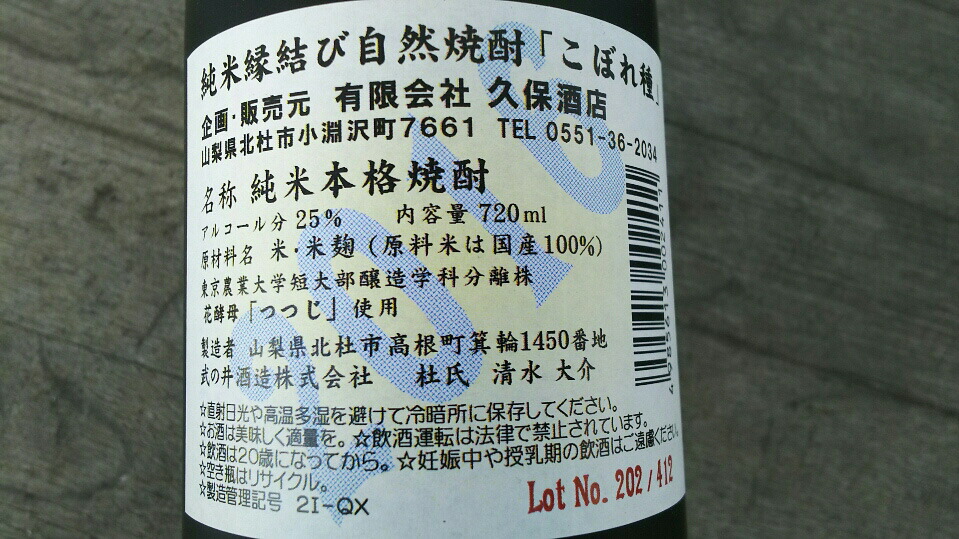 純米縁結び自然焼酎「こぼれ種」
企画・販売元 有限会社 久保酒店
山梨県北杜市小淵沢町7661 TEL 0551-36-2034
名称 純米本格焼酎
アルコール分 25% 内容量 720ml
原材料名 米・米麹(原料米は国産100%)
東京農業大学短大部醸造学科分離株
花酵母「つつじ」使用
製造者 山梨県北杜市高根町箕輪1450番地
武の井酒造株式会社 杜氏 清水 大介
☆直射日光や高温多湿を避けて冷暗所に保存してください。
☆お酒は美味しく適量を。☆飲酒運転は法律で禁止されています。
☆飲酒は20歳になってから。☆妊娠中や授乳期の飲酒はご遠慮ください。
☆空き瓶はリサイクル。
☆製造管理記号 2I-QX
Lot No. 202 / 412